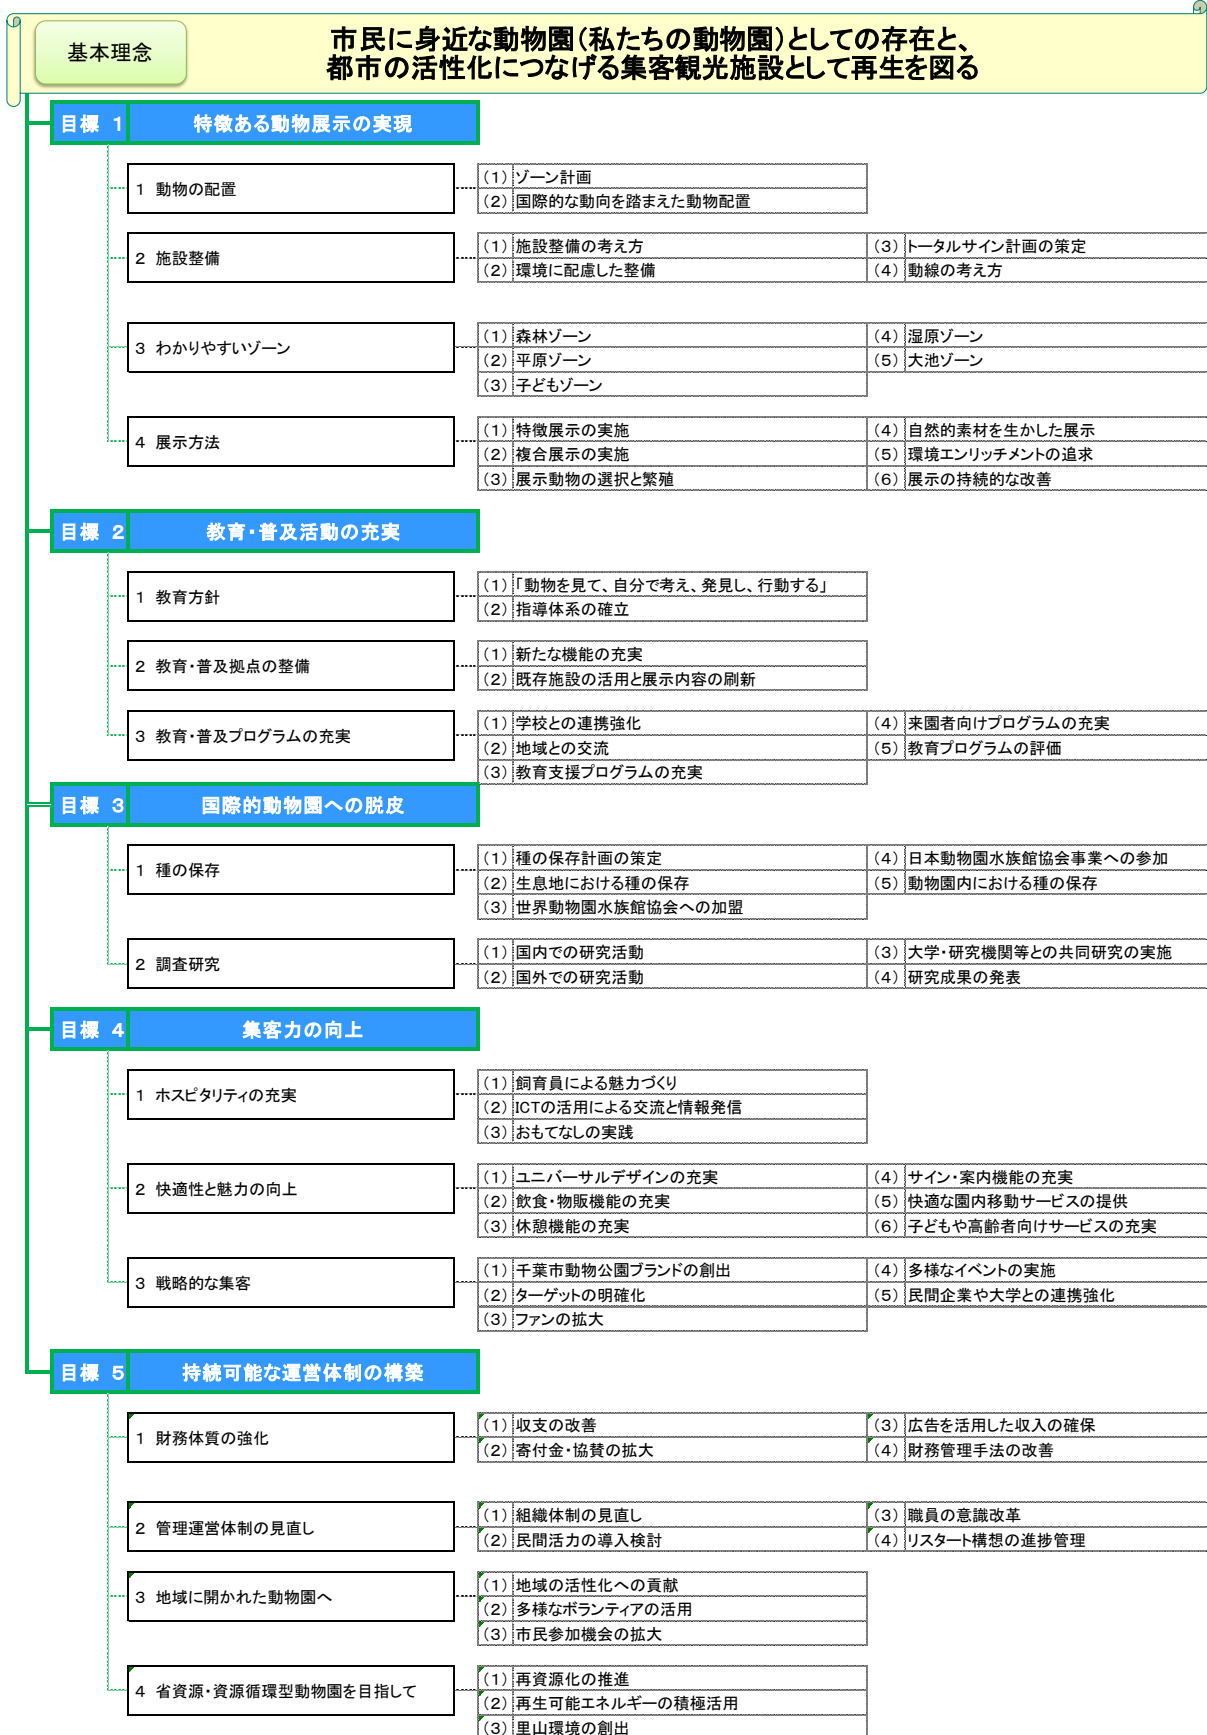 基本理念
市民に身近な動物園(私たちの動物園)としての存在と、
都市の活性化につなげる集客観光施設として再生を図る
目標 1 特徴ある動物展示の実現
1 動物の配置
(1) ゾーン計画
(2) 国際的な動向を踏まえた動物配置
2 施設整備
(1) 施設整備の考え方
(2) 環境に配慮した整備
(3) トータルサイン計画の策定
(4) 動線の考え方
3 わかりやすいゾーン
(1) 森林ゾーン
(2) 平原ゾーン
(3) 子どもゾーン
(4) 湿原ゾーン
(5) 大池ゾーン
4 展示方法
(1) 特徴展示の実施
(2) 複合展示の実施
(3) 展示動物の選択と繁殖
(4) 自然的素材を生かした展示
(5) 環境エンリッチメントの追求
(6) 展示の持続的な改善
目標 2 教育・普及活動の充実
1 教育方針
(1) 「動物を見て、自分で考え、発見し、行動する」
(2) 指導体系の確立
2 教育・普及拠点の整備
(1) 新たな機能の充実
(2) 既存施設の活用と展示内容の刷新
3 教育・普及プログラムの充実
(1) 学校との連携強化
(2) 地域との交流
(3) 教育支援プログラムの充実
(4) 来園者向けプログラムの充実
(5) 教育プログラムの評価
目標 3 国際的動物園への脱皮
1 種の保存
(1) 種の保存計画の策定
(2) 生息地における種の保存
(3) 世界動物園水族館協会への加盟
(4) 日本動物園水族館協会事業への参加
(5) 動物園内における種の保存
2 調査研究
(1) 国内での研究活動
(2) 国外での研究活動
(3) 大学・研究機関等との共同研究の実施
(4) 研究成果の発表
目標 4 集客力の向上
1 ホスピタリティの充実
(1) 飼育員による魅力づくり
(2) ICTの活用による交流と情報発信
(3) おもてなしの実践
2 快適性と魅力の向上
(1) ユニバーサルデザインの充実
(2) 飲食・物販機能の充実
(3) 休憩機能の充実
(4) サイン・案内機能の充実
(5) 快適な園内移動サービスの提供
(6) 子どもや高齢者向けサービスの充実
3 戦略的な集客
(1) 千葉市動物公園ブランドの創出
(2) ターゲットの明確化
(3) ファンの拡大
(4) 多様なイベントの実施
(5) 民間企業や大学との連携強化
目標 5 持続可能な運営体制の構築
1 財務体質の強化
(1) 収支の改善
(2) 寄付金・協賛の拡大
(3) 広告を活用した収入の確保
(4) 財務管理手法の改善
2 管理運営体制の見直し
(1) 組織体制の見直し
(2) 民間活力の導入検討
(3) 職員の意識改革
(4) リスタート構想の進捗管理
3 地域に開かれた動物園へ
(1) 地域の活性化への貢献
(2) 多様なボランティアの活用
(3) 市民参加機会の拡大
4 省資源・資源循環型動物園を目指して
(1) 再資源化の推進
(2) 再生可能エネルギーの積極活用
(3) 里山環境の創出